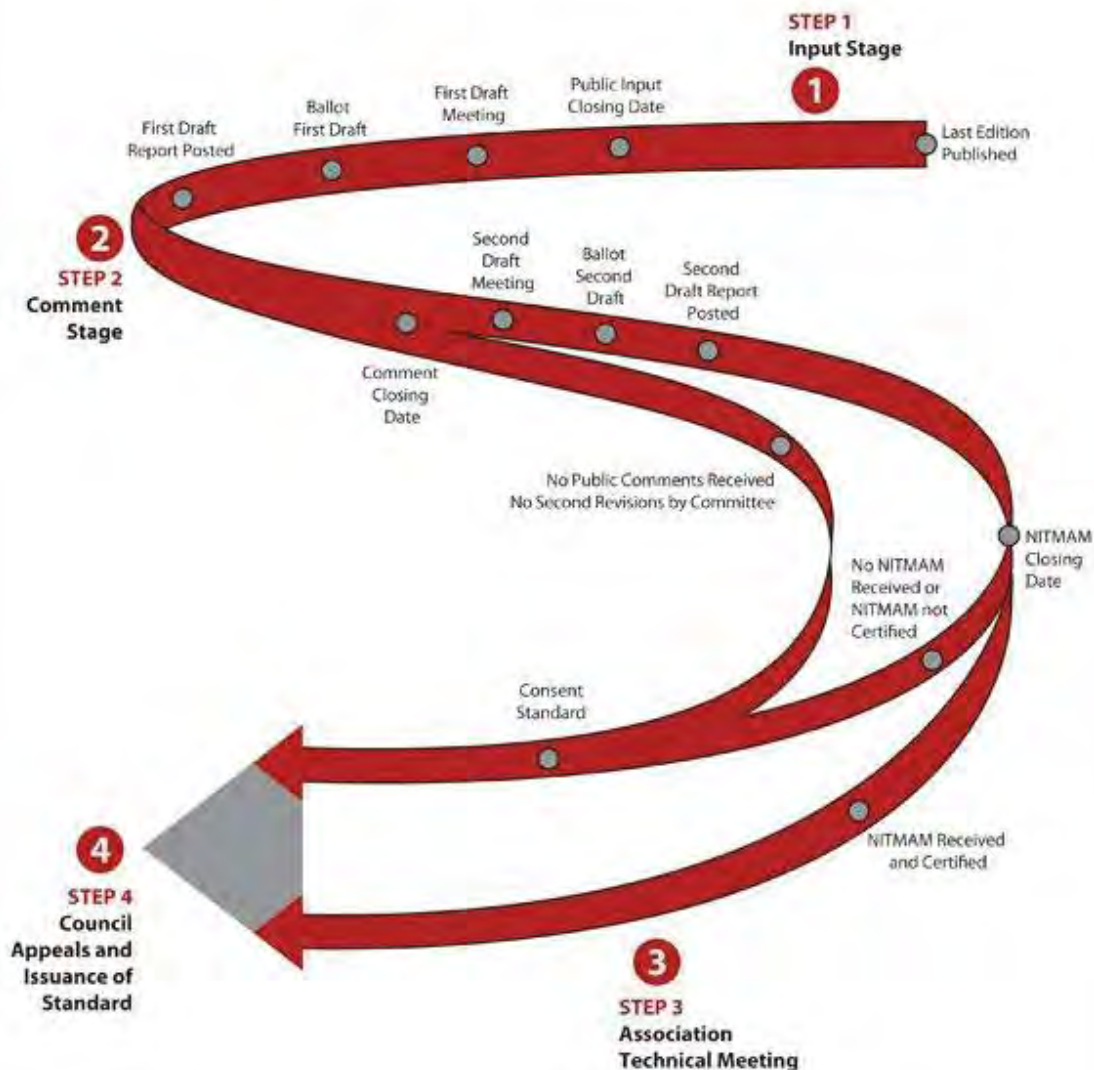 STEP 1
Input Stage
1
Last Edition
Published
Public Input
Closing Date
First Draft
Meeting
Ballot
First Draft
First Draft
Report Posted
2
STEP 2
Comment
Stage
Comment
Closing
Date
Second
Draft
Meeting
Ballot
Second
Draft
Second
Draft Report
Posted
No Public Comments Received
No Second Revisions by Committee
NITMAM
Closing
Date
No NITMAM
Received or
NITMAM not
Certified
Consent
Standard
NITMAM Received
and Certified
3
STEP 3
Association
Technical Meeting
4
STEP 4
Council
Appeals and
Issuance of
Standard